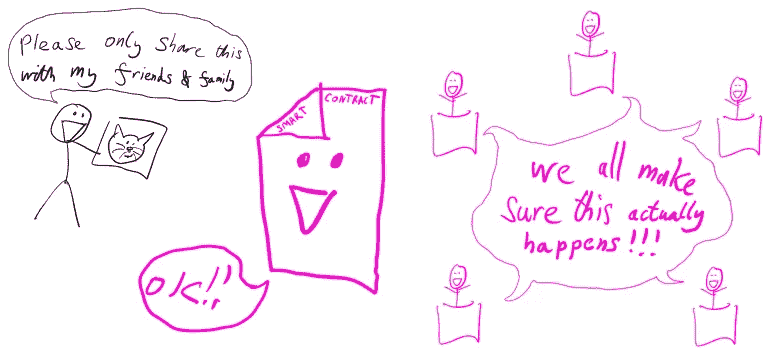 Please only share this
with my friends & family
SMART
CONTRACT
OK!!
we all make
sure this actually
happens!!!